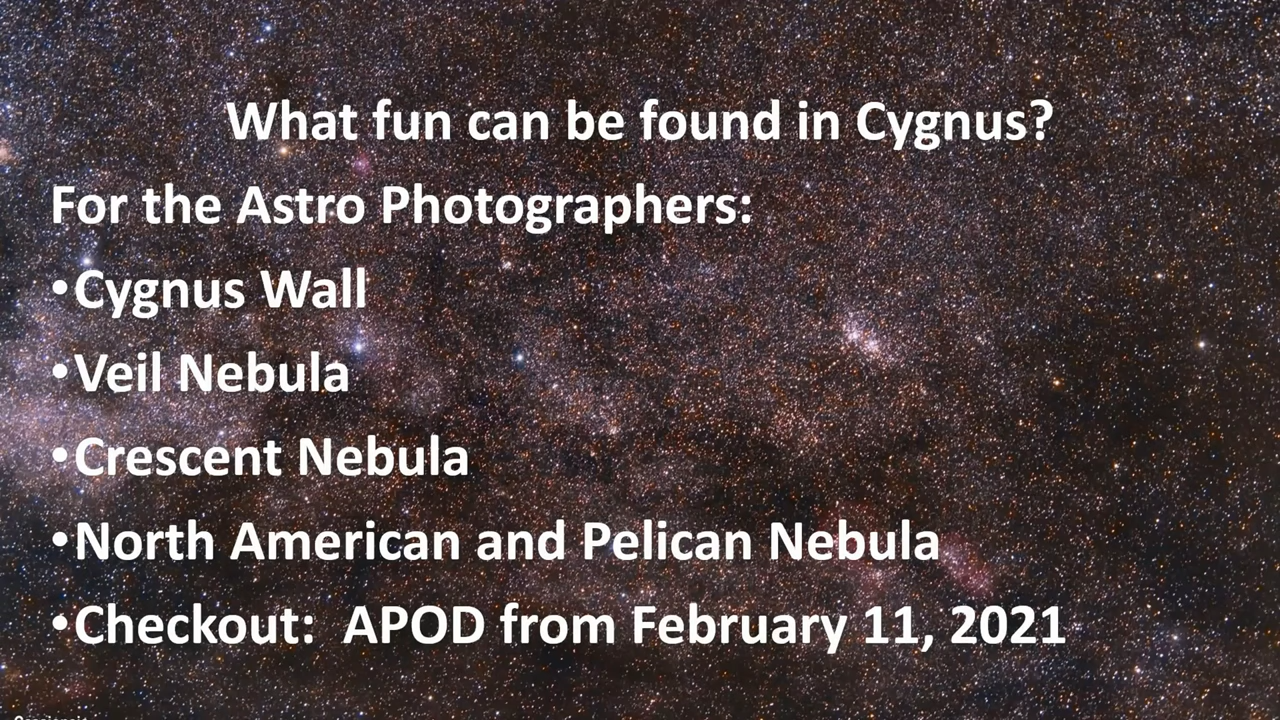 What fun can be found in Cygnus?
For the Astro Photographers:
•Cygnus Wall
•Veil Nebula
•Crescent Nebula
•North American and Pelican Nebula
•Checkout:  APOD from February 11, 2021